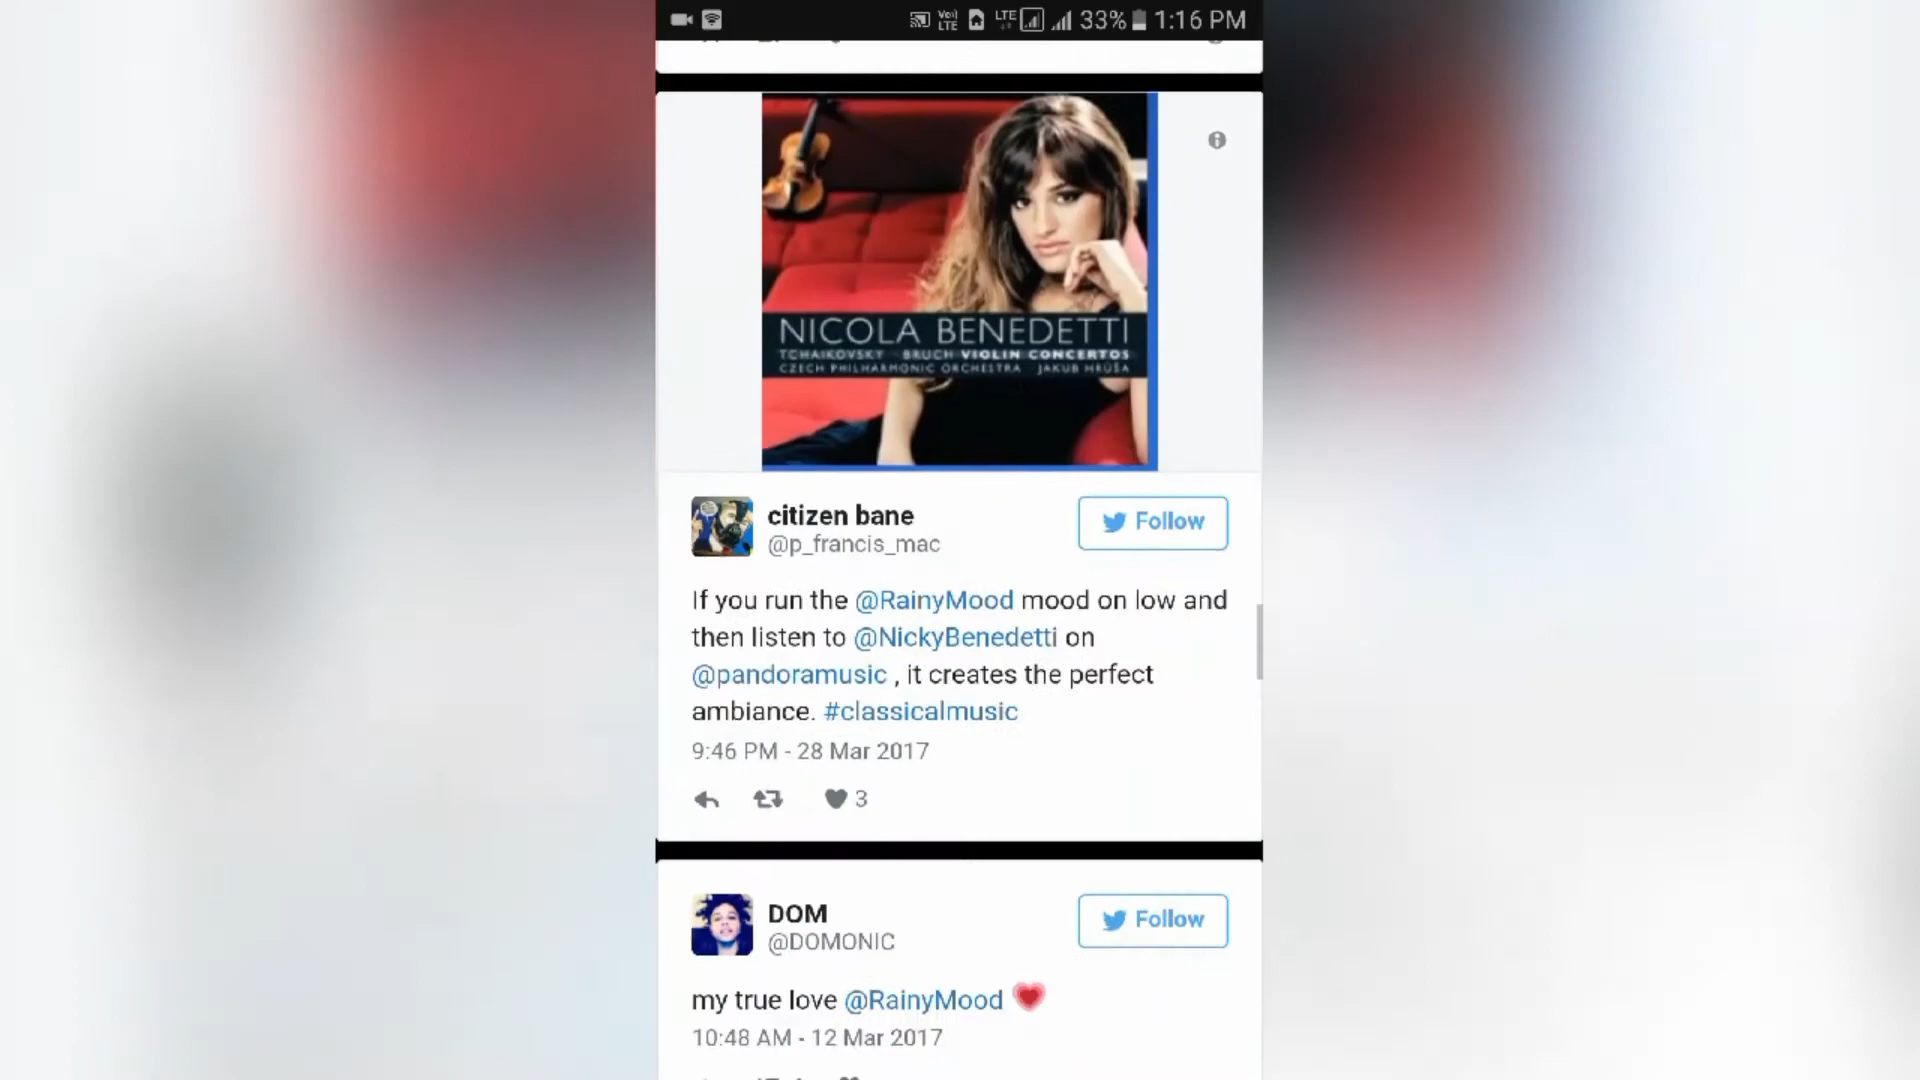 VoI) LTE LTE 33% 1:16 PM
NICOLA BENEDETTI
TCHAIKOVSKY BRUCH VIOLIN CONCERTOS
CZECH PHILHARMONIC ORCHESTRA JAKUB HRŮŠA
citizen bane
@p_francis_mac
Follow
If you run the @RainyMood mood on low and
then listen to @NickyBenedetti on
@pandoramusic , it creates the perfect
ambiance. #classicalmusic
9:46 PM - 28 Mar 2017
3
DOM
@DOMONIC
Follow
my true love @RainyMood
10:48 AM - 12 Mar 2017